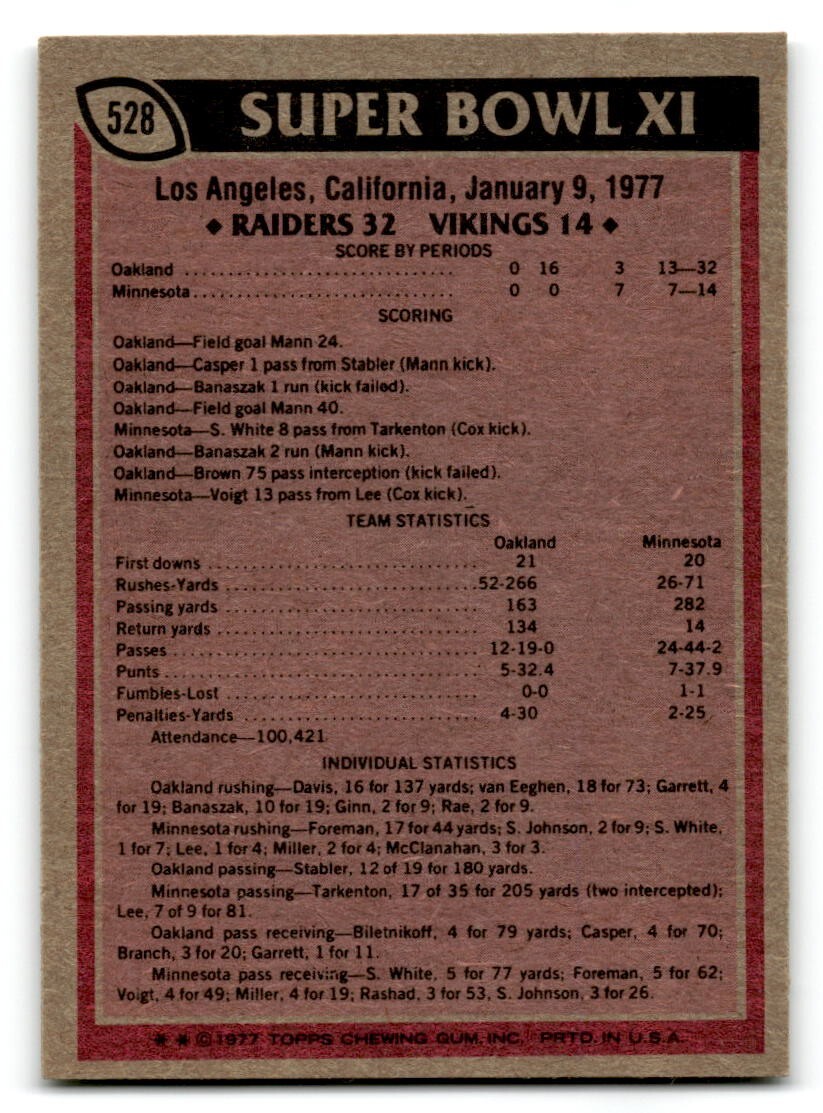 528 SUPER BOWL XI
Los Angeles, California, January 9, 1977
◆ RAIDERS 32 VIKINGS 14 ◆
SCORE BY PERIODS
Oakland .............................. 0 16 3 13—32
Minnesota.............................. 0 0 7 7—14
SCORING
Oakland—Field goal Mann 24.
Oakland—Casper 1 pass from Stabler (Mann kick).
Oakland—Banaszak 1 run (kick failed).
Oakland—Field goal Mann 40.
Minnesota—S. White 8 pass from Tarkenton (Cox kick).
Oakland—Banaszak 2 run (Mann kick).
Oakland—Brown 75 pass interception (kick failed).
Minnesota—Voigt 13 pass from Lee (Cox kick).
TEAM STATISTICS
Oakland Minnesota
First downs .............................. 21 20
Rushes-Yards .............................. 52-266 26-71
Passing yards .............................. 163 282
Return yards .............................. 134 14
Passes .............................. 12-19-0 24-44-2
Punts .............................. 5-32.4 7-37.9
Fumbles-Lost .............................. 0-0 1-1
Penalties-Yards .............................. 4-30 2-25
Attendance—100,421
INDIVIDUAL STATISTICS
Oakland rushing—Davis, 16 for 137 yards; van Eeghen, 18 for 73; Garrett, 4
for 19; Banaszak, 10 for 19; Ginn, 2 for 9; Rae, 2 for 9.
Minnesota rushing—Foreman, 17 for 44 yards; S. Johnson, 2 for 9; S. White,
1 for 7; Lee, 1 for 4; Miller, 2 for 4; McClanahan, 3 for 3.
Oakland passing—Stabler, 12 of 19 for 180 yards.
Minnesota passing—Tarkenton, 17 of 35 for 205 yards (two intercepted);
Lee, 7 of 9 for 81.
Oakland pass receiving—Biletnikoff, 4 for 79 yards; Casper, 4 for 70;
Branch, 3 for 20; Garrett, 1 for 11.
Minnesota pass receiving—S. White, 5 for 77 yards; Foreman, 5 for 62;
Voigt, 4 for 49; Miller, 4 for 19; Rashad, 3 for 53, S. Johnson, 3 for 26.
✶ ✶ © 1977 TOPPS CHEWING GUM, INC. PRTD. IN U.S.A.